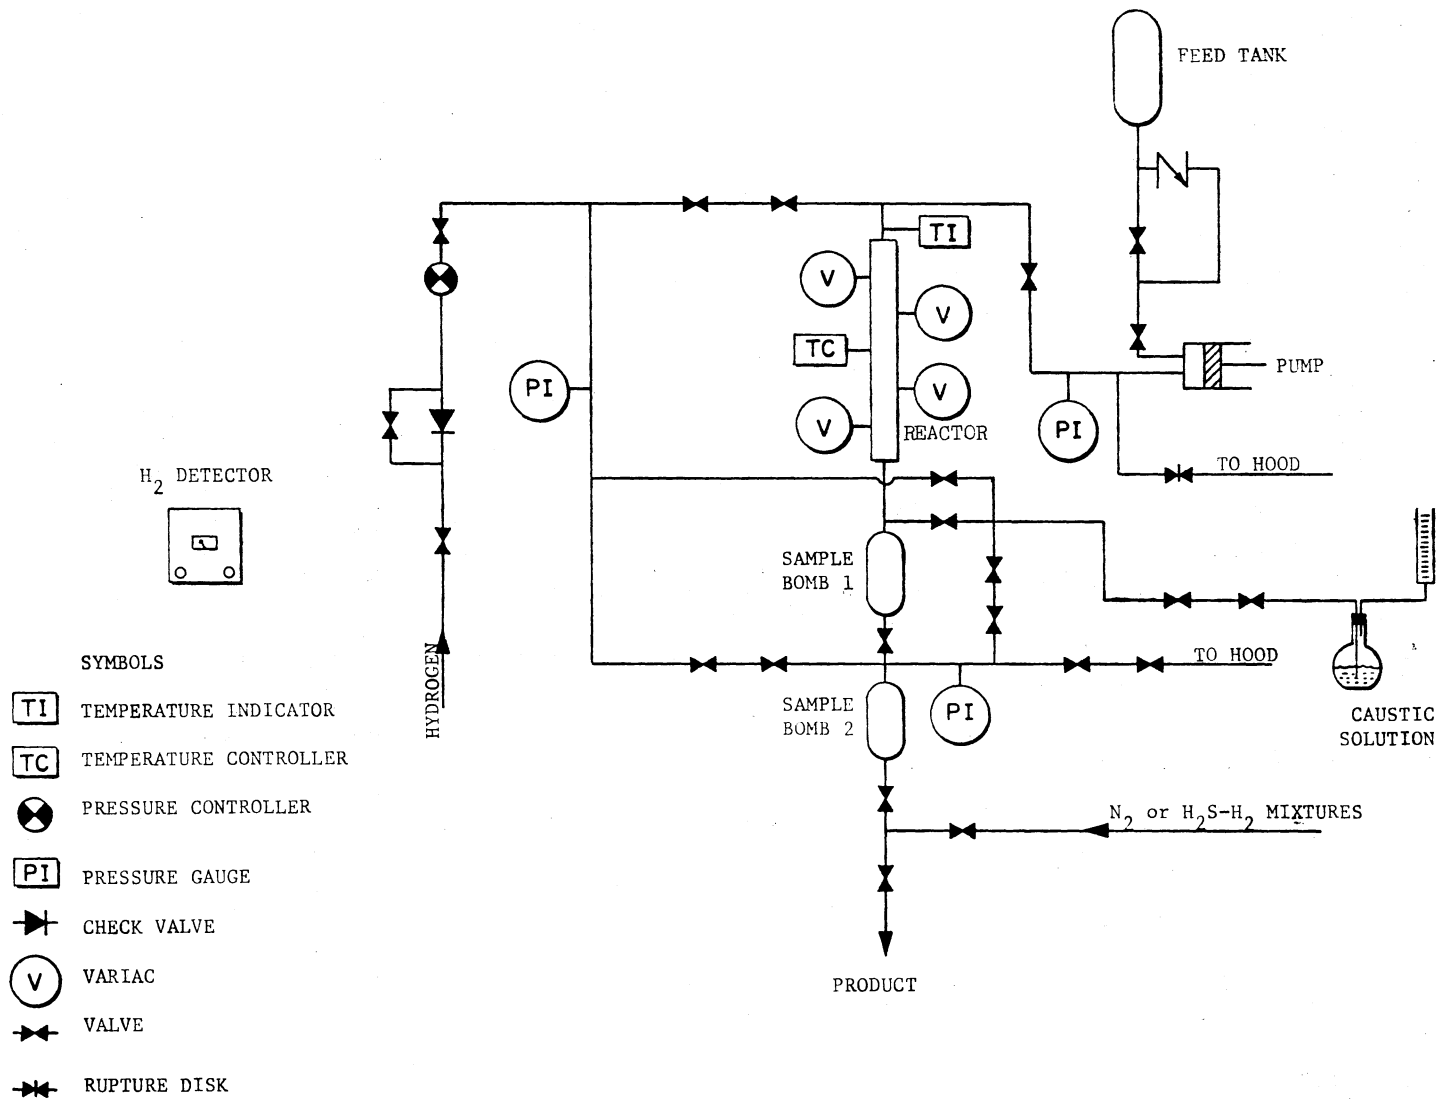 FEED TANK
TI
V
V
TC
PI
V
PUMP
V
REACTOR
PI
TO HOOD
H2 DETECTOR
SAMPLE
BOMB 1
SYMBOLS
HYDROGEN
TO HOOD
TI TEMPERATURE INDICATOR
SAMPLE
BOMB 2
PI
CAUSTIC
SOLUTION
TC TEMPERATURE CONTROLLER
PRESSURE CONTROLLER
N2 or H2S-H2 MIXTURES
PI PRESSURE GAUGE
CHECK VALVE
V VARIAC
PRODUCT
VALVE
RUPTURE DISK